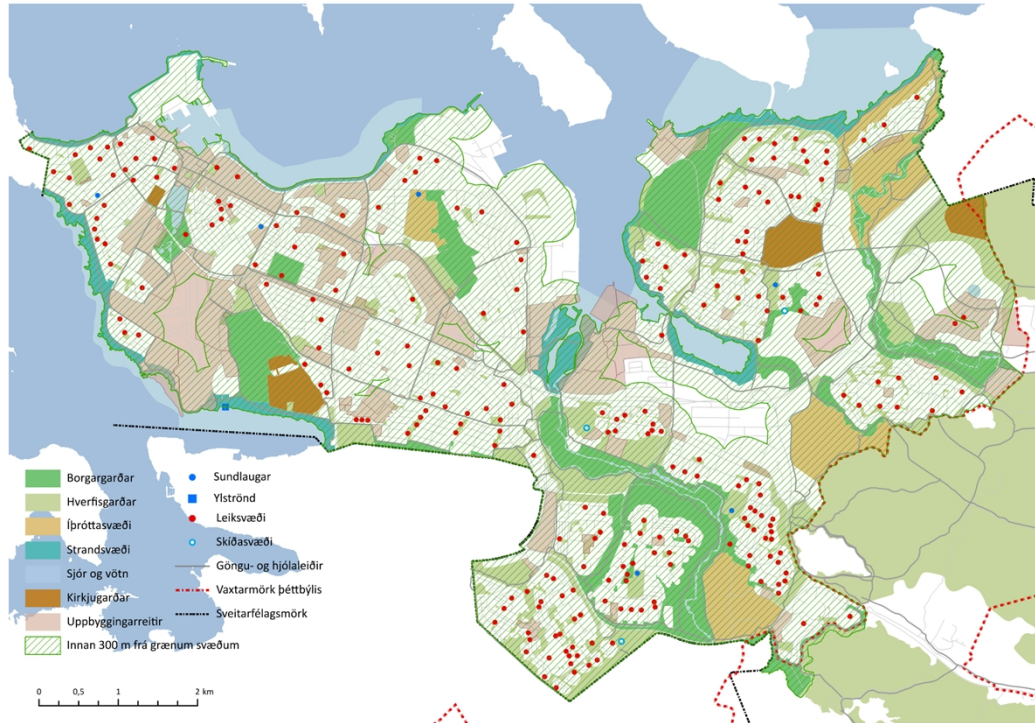 Borgargarðar
Hverfisgarðar
Íþróttasvæði
Strandsvæði
Sjór og vötn
Kirkjugarðar
Uppbyggingarreitir
Innan 300 m frá grænum svæðum
Sundlaugar
Ylströnd
Leiksvæði
Skíðasvæði
Göngu- og hjólaleiðir
Vaxtarmörk þéttbýlis
Sveitarfélagsmörk
0 0,5 1 2 km